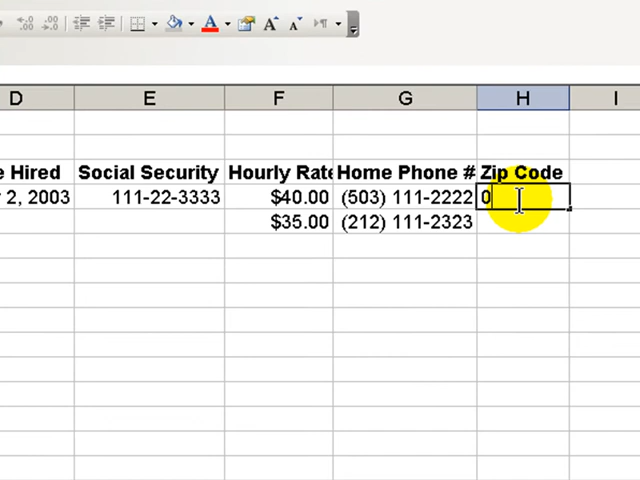 D E F G H I
e Hired Social Security Hourly Rate Home Phone # Zip Code
r 2, 2003 111-22-3333 $40.00 (503) 111-2222 0
$35.00 (212) 111-2323